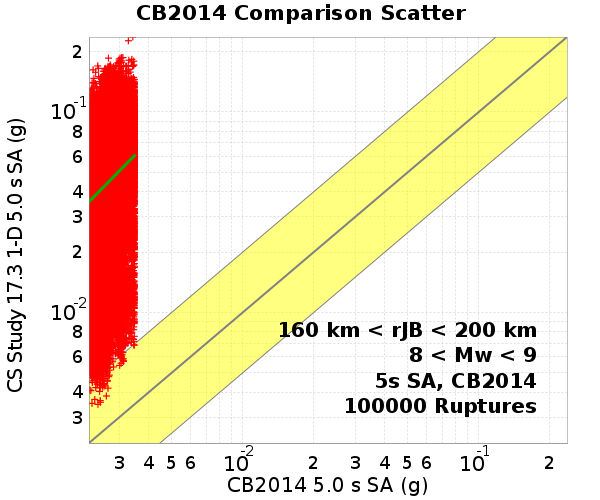 CB2014 Comparison Scatter
CS Study 17.3 1-D 5.0 s SA (g)
2
10-1
8
6
4
3
2
10-2
8
6
4
3
160 km < rJB < 200 km
8 < Mw < 9
5s SA, CB2014
100000 Ruptures
3 4 5 6 10-2 2 3 4 5 6 10-1 2
CB2014 5.0 s SA (g)